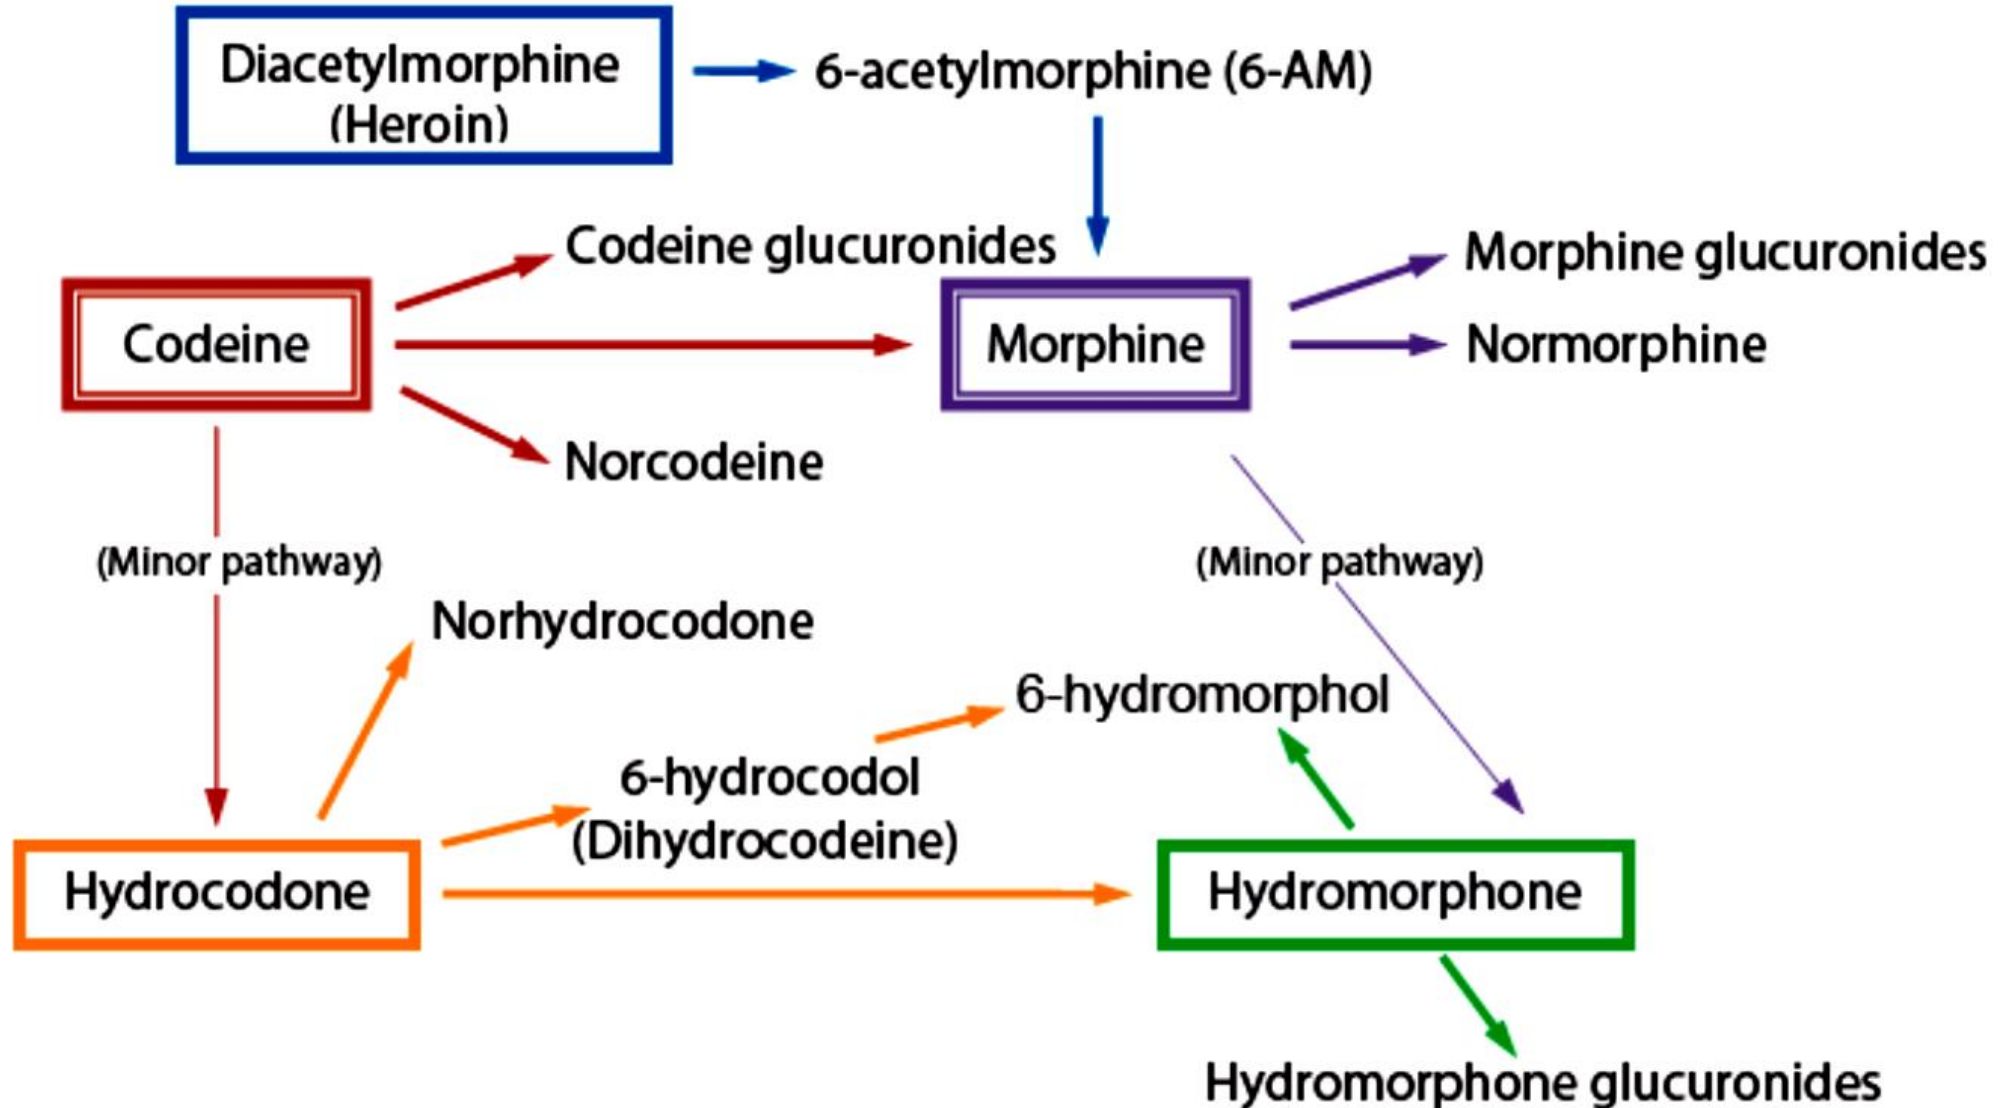 Diacetylmorphine
(Heroin)
6-acetylmorphine (6-AM)
Codeine glucuronides
Morphine glucuronides
Codeine
Morphine
Normorphine
Norcodeine
(Minor pathway)
(Minor pathway)
Norhydrocodone
6-hydromorphol
6-hydrocodol
(Dihydrocodeine)
Hydrocodone
Hydromorphone
Hydromorphone glucuronides